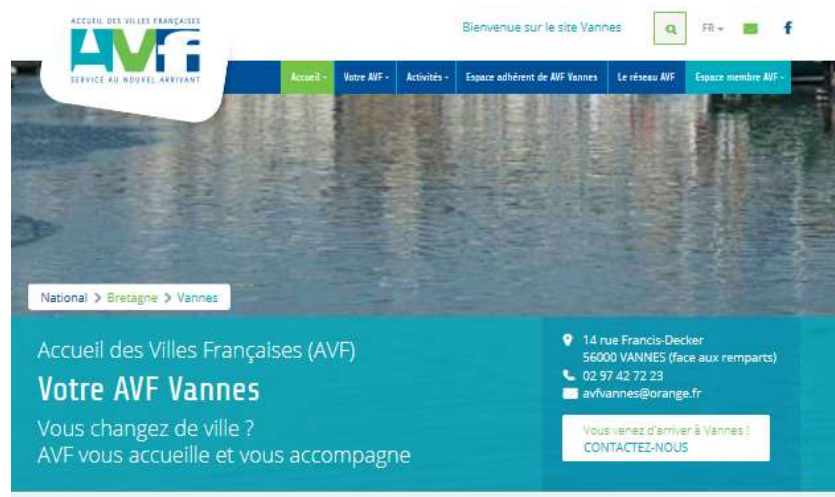 ACCUEIL DES VILLES FRANÇAISES
AVf
SERVICE AU NOUVEL ARRIVANT
Bienvenue sur le site Vannes
FR
Accueil
Votre AVF
Activités
Espace adhérent de AVF Vannes
Le réseau AVF
Espace membre AVF
National > Bretagne > Vannes
Accueil des Villes Françaises (AVF)
Votre AVF Vannes
Vous changez de ville ?
AVF vous accueille et vous accompagne
14 rue Francis-Decker
56000 VANNES (face aux remparts)
02 97 42 72 23
avfvannes@orange.fr
Vous venez d'arriver à Vannes !
CONTACTEZ-NOUS